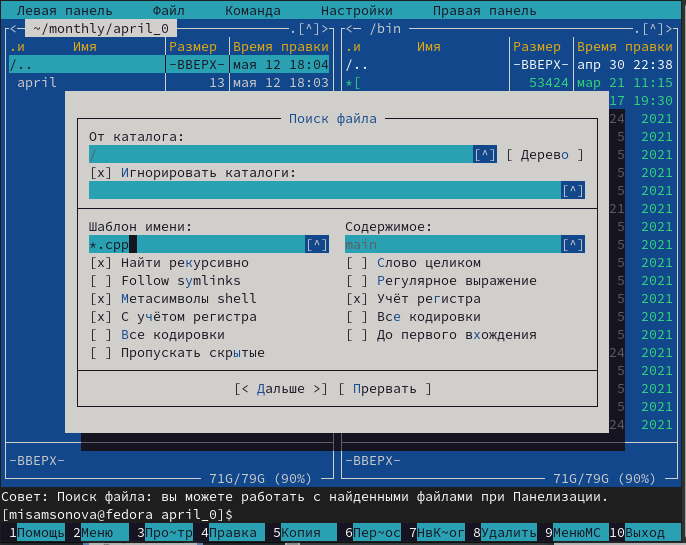 Левая панель Файл Команда Настройки Правая панель
<─ ~/monthly/april_0 .[^]> <─ /bin .[^]>
.и Имя Размер Время правки .и Имя Размер Время правки
/.. -ВВЕРХ- мая 12 18:04 /.. -ВВЕРХ- апр 30 22:38
april 13 мая 12 18:03 *[ 53424 мар 21 11:15
17 19:30
Поиск файла
24 2021
От каталога:
5 2021
/ [^] [ Дерево ]
5 2021
[x] Игнорировать каталоги:
5 2021
[^]
5 2021
21 2021
Шаблон имени: Содержимое:
5 2021
*.cpp [^] main [^]
5 2021
[x] Найти рекурсивно [ ] Слово целиком
5 2021
[ ] Follow symlinks [ ] Регулярное выражение
5 2021
[x] Метасимволы shell [x] Учёт регистра
5 2021
[x] С учётом регистра [ ] Все кодировки
5 2021
[ ] Все кодировки [ ] До первого вхождения
5 2021
[ ] Пропускать скрытые
24 2021
5 2021
[< Дальше >] [ Прервать ]
5 2021
5 2021
24 2021
-ВВЕРХ- -ВВЕРХ-
71G/79G (90%) 71G/79G (90%)
Совет: Поиск файла: вы можете работать с найденными файлами при Панелизации.
[misamsonova@fedora april_0]$
1Помощь 2Меню 3Про~тр 4Правка 5Копия 6Пер~ос 7НвК~ог 8Удалить 9МенюMC 10Выход